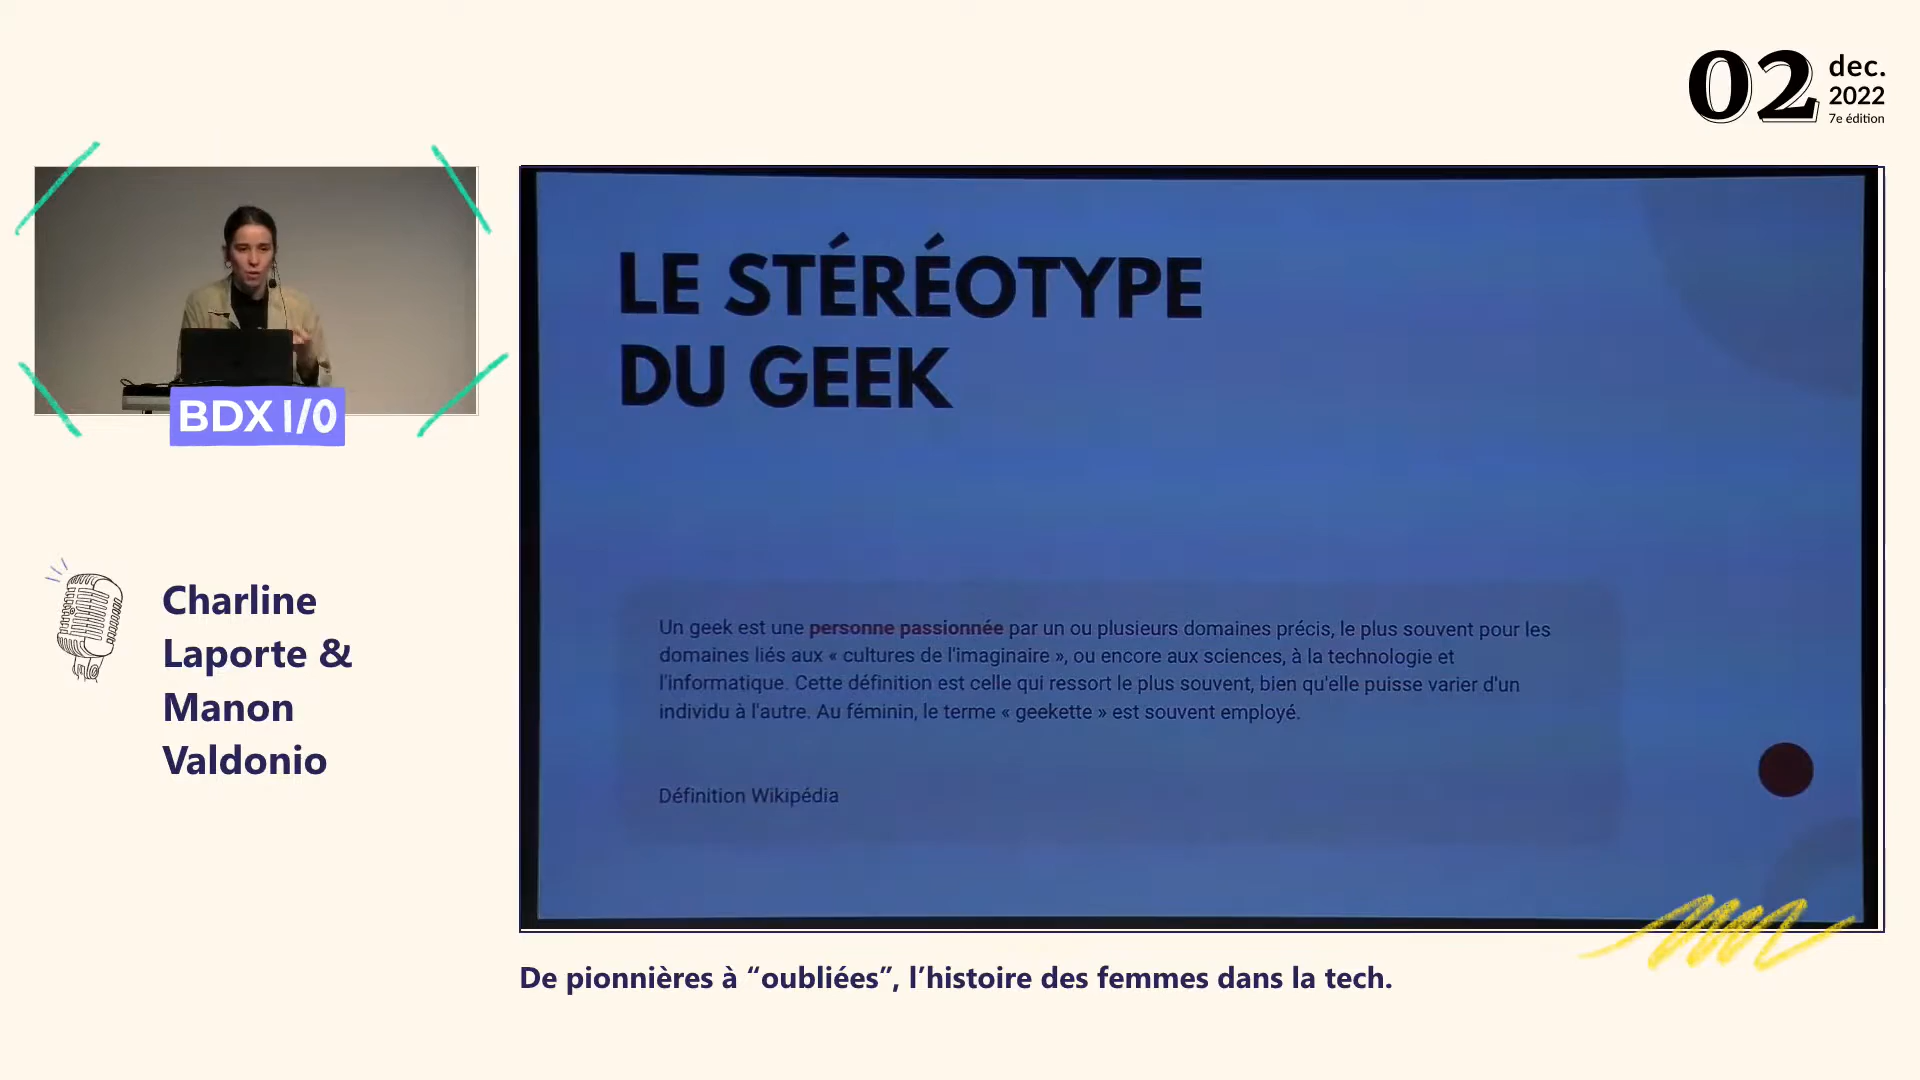 02
dec.
2022
7e édition
BDX I/O
Charline
Laporte &
Manon
Valdonio
LE STÉRÉOTYPE
DU GEEK
Un geek est une personne passionnée par un ou plusieurs domaines précis, le plus souvent pour les
domaines liés aux « cultures de l'imaginaire », ou encore aux sciences, à la technologie et
l'informatique. Cette définition est celle qui ressort le plus souvent, bien qu'elle puisse varier d'un
individu à l'autre. Au féminin, le terme « geekette » est souvent employé.
Définition Wikipédia
De pionnières à “oubliées”, l’histoire des femmes dans la tech.